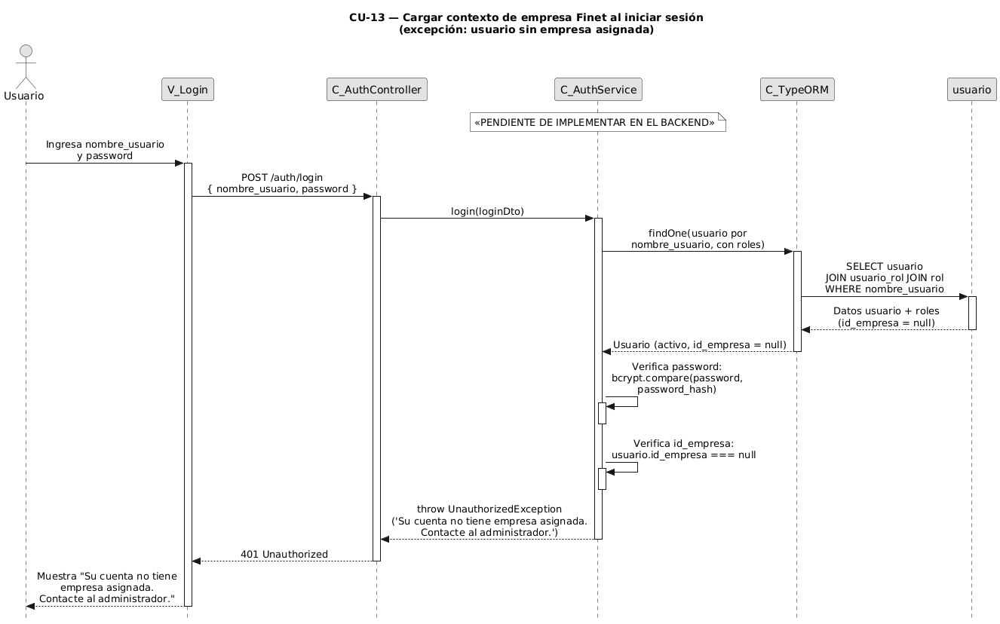 CU-13 — Cargar contexto de empresa Finet al iniciar sesión
(excepción: usuario sin empresa asignada)
Usuario
V_Login
C_AuthController
C_AuthService
C_TypeORM
usuario
«PENDIENTE DE IMPLEMENTAR EN EL BACKEND»
Ingresa nombre_usuario
y password
POST /auth/login
{ nombre_usuario, password }
login(loginDto)
findOne(usuario por
nombre_usuario, con roles)
SELECT usuario
JOIN usuario_rol JOIN rol
WHERE nombre_usuario
Datos usuario + roles
(id_empresa = null)
Usuario (activo, id_empresa = null)
Verifica password:
bcrypt.compare(password,
password_hash)
Verifica id_empresa:
usuario.id_empresa === null
throw UnauthorizedException
('Su cuenta no tiene empresa asignada.
Contacte al administrador.')
401 Unauthorized
Muestra "Su cuenta no tiene
empresa asignada.
Contacte al administrador."